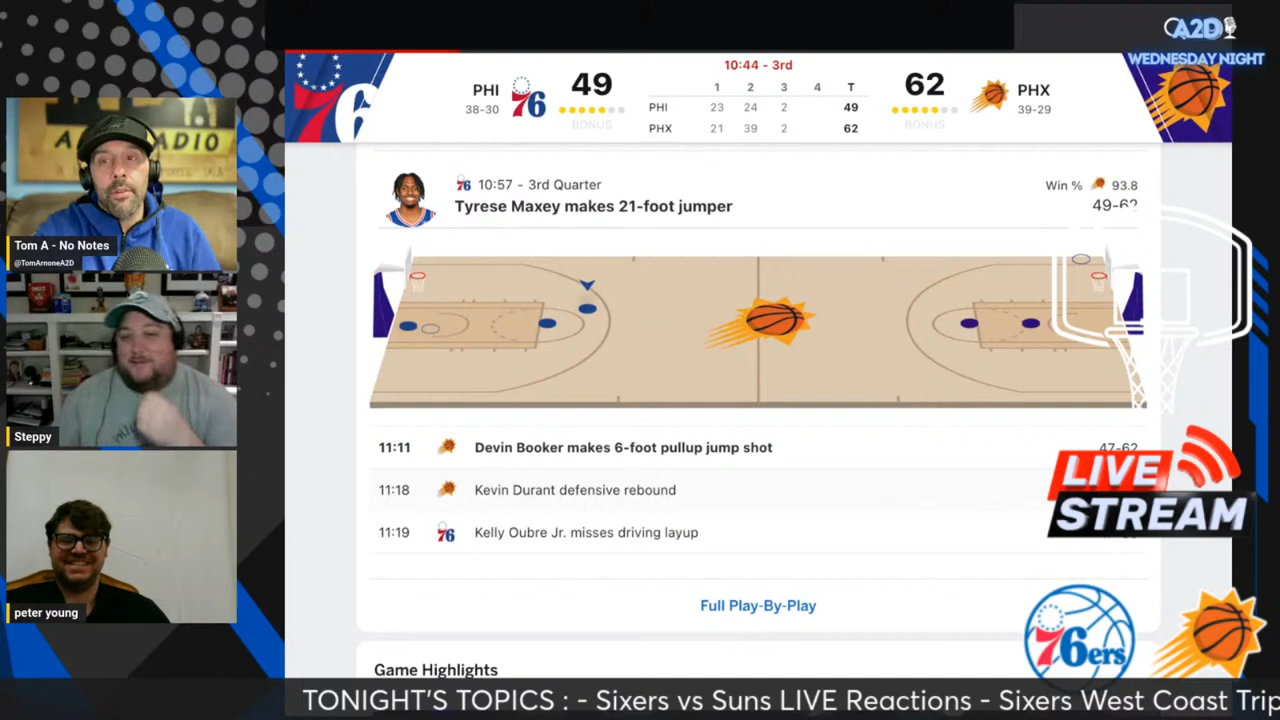 A2D
WEDNESDAY NIGHT
10:44 - 3rd
PHI
38-30
76
49
BONUS
1 2 3 4 T
PHI 23 24 2 49
PHX 21 39 2 62
62
BONUS
PHX
39-29
76
Tom A - No Notes
@TomArnoneA2D
Steppy
peter young
76 10:57 - 3rd Quarter
Tyrese Maxey makes 21-foot jumper
Win % 93.8
49-62
11:11 Devin Booker makes 6-foot pullup jump shot 47-62
11:18 Kevin Durant defensive rebound
11:19 76 Kelly Oubre Jr. misses driving layup
Full Play-By-Play
Game Highlights
LIVE
STREAM
76ers
TONIGHT'S TOPICS : - Sixers vs Suns LIVE Reactions - Sixers West Coast Trip